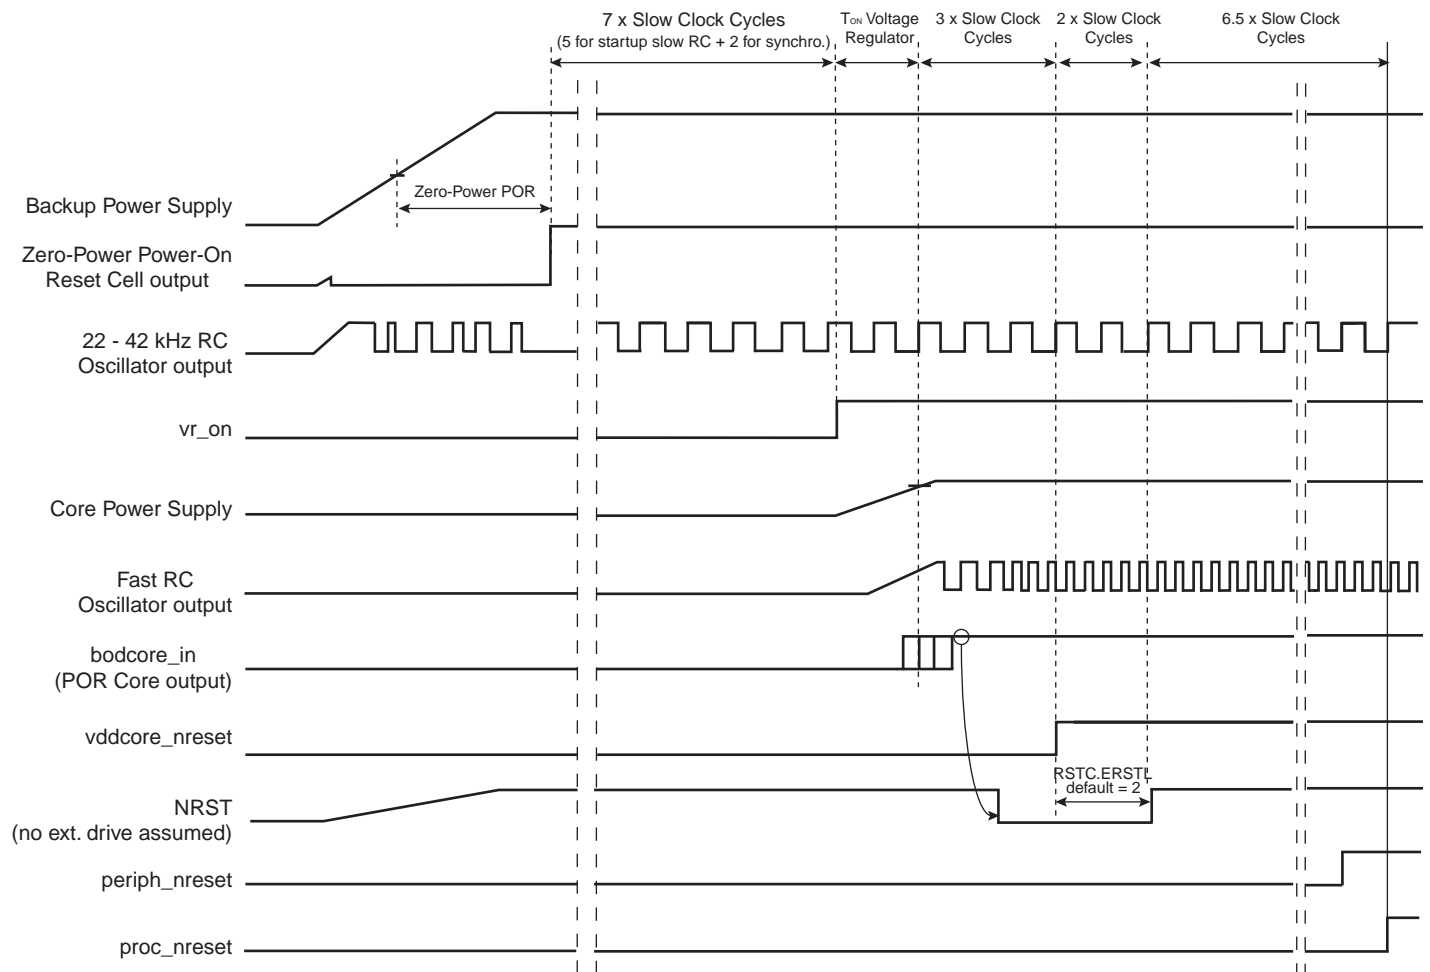 7 x Slow Clock Cycles
(5 for startup slow RC + 2 for synchro.)
TON Voltage
Regulator
3 x Slow Clock
Cycles
2 x Slow Clock
Cycles
6.5 x Slow Clock
Cycles
Zero-Power POR
Backup Power Supply
Zero-Power Power-On
Reset Cell output
22 - 42 kHz RC
Oscillator output
vr_on
Core Power Supply
Fast RC
Oscillator output
bodcore_in
(POR Core output)
vddcore_nreset
RSTC.ERSTL
default = 2
NRST
(no ext. drive assumed)
periph_nreset
proc_nreset